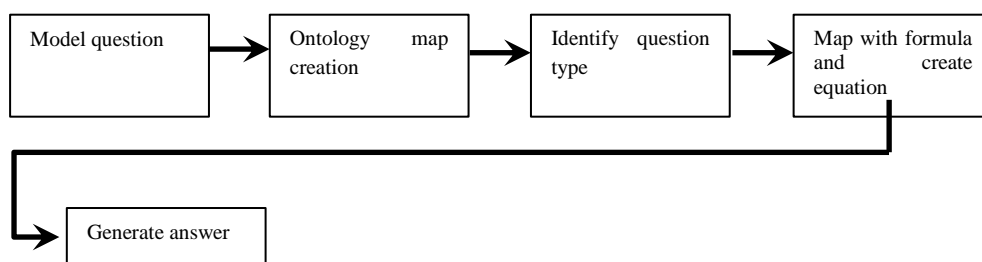 Model question
Ontology map
creation
Identify question
type
Map with formula
and create
equation
Generate answer